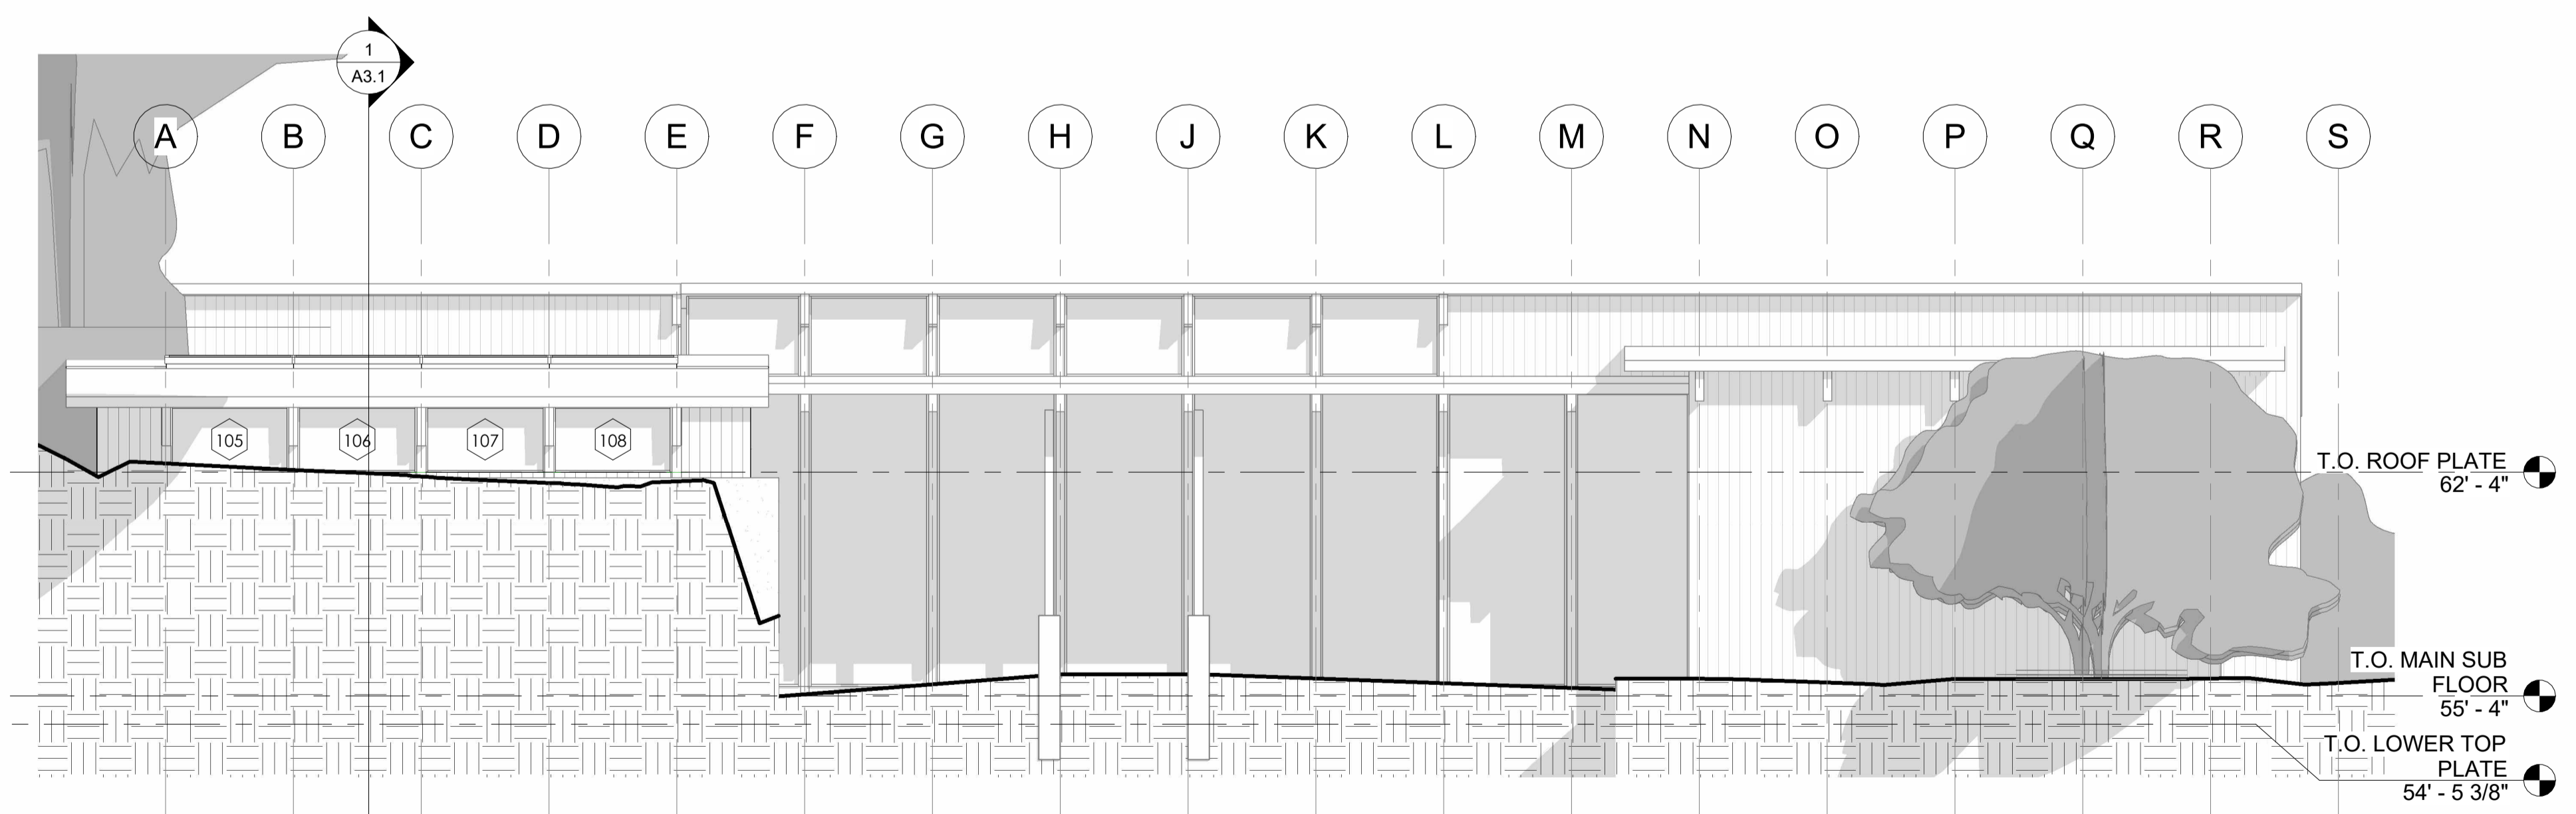 1
A3.1
A B C D E F G H J K L M N O P Q R S
105 106 107 108
T.O. ROOF PLATE
62' - 4"
T.O. MAIN SUB
FLOOR
55' - 4"
T.O. LOWER TOP
PLATE
54' - 5 3/8"